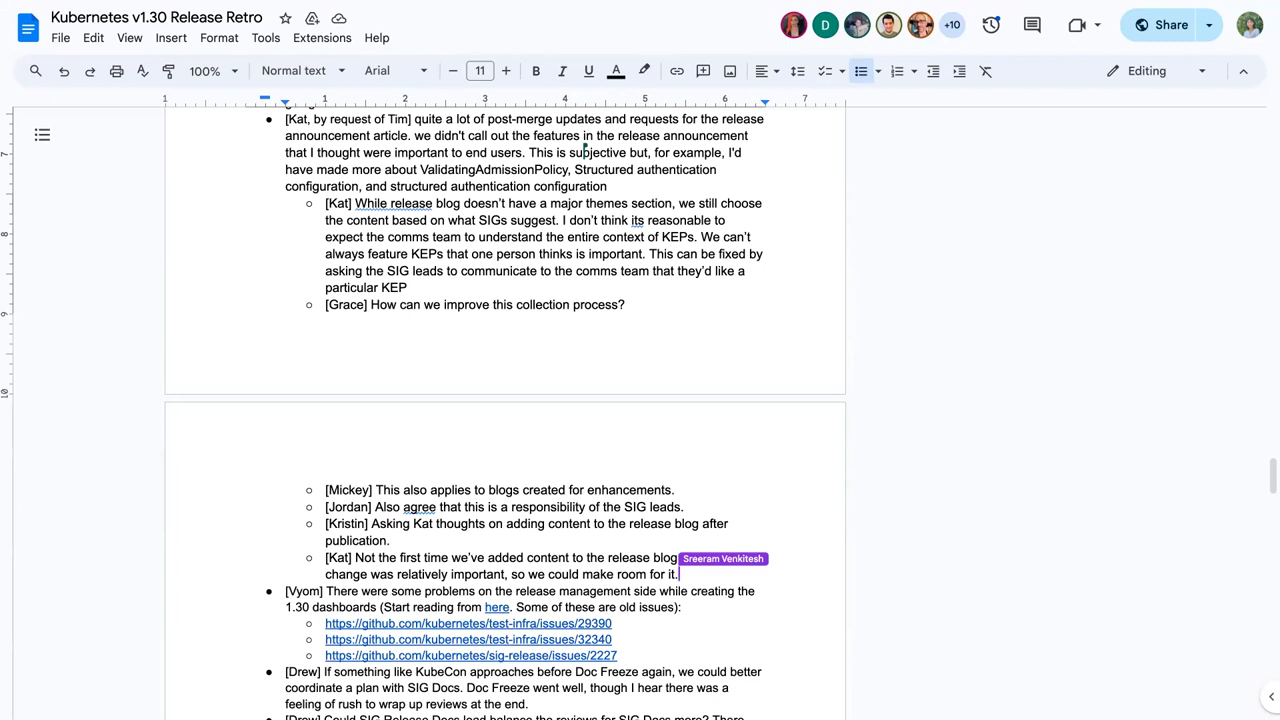 Kubernetes v1.30 Release Retro
+10
Share
File Edit View Insert Format Tools Extensions Help
100%
Normal text
Arial
11
B I U A
Editing
1 1 2 3 4 5 6 7
[Kat, by request of Tim] quite a lot of post-merge updates and requests for the release
announcement article. we didn't call out the features in the release announcement
that I thought were important to end users. This is subjective but, for example, I'd
have made more about ValidatingAdmissionPolicy, Structured authentication
configuration, and structured authentication configuration
[Kat] While release blog doesn't have a major themes section, we still choose
the content based on what SIGs suggest. I don't think its reasonable to
expect the comms team to understand the entire context of KEPs. We can't
always feature KEPs that one person thinks is important. This can be fixed by
asking the SIG leads to communicate to the comms team that they'd like a
particular KEP
[Grace] How can we improve this collection process?
[Mickey] This also applies to blogs created for enhancements.
[Jordan] Also agree that this is a responsibility of the SIG leads.
[Kristin] Asking Kat thoughts on adding content to the release blog after
publication.
[Kat] Not the first time we've added content to the release blog
Sreeram Venkitesh
change was relatively important, so we could make room for it.
[Vyom] There were some problems on the release management side while creating the
1.30 dashboards (Start reading from here. Some of these are old issues):
https://github.com/kubernetes/test-infra/issues/29390
https://github.com/kubernetes/test-infra/issues/32340
https://github.com/kubernetes/sig-release/issues/2227
[Drew] If something like KubeCon approaches before Doc Freeze again, we could better
coordinate a plan with SIG Docs. Doc Freeze went well, though I hear there was a
feeling of rush to wrap up reviews at the end.
[Drew] Could SIG Release Docs load balance the reviews for SIG Docs more? There
7
8
9
10
D